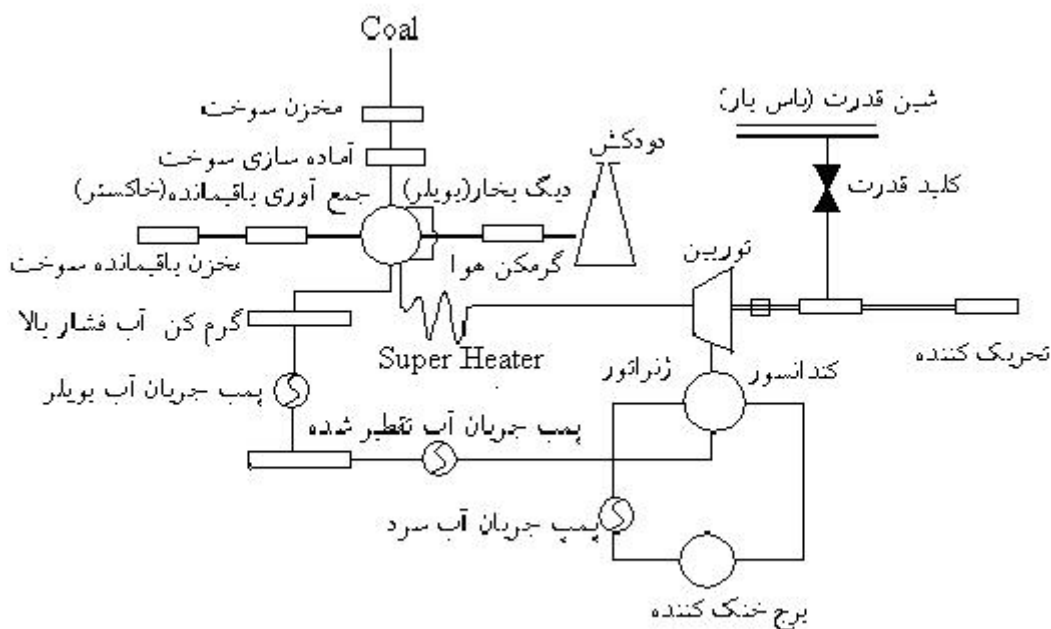 Coal
مخزن سوخت
شین قدرت (باس بار)
دودکش
آماده سازی سوخت
کلید قدرت
جمع آوری باقیمانده(خاکستر)
دیگ بخار(بویلر)
توربین
مخزن باقیمانده سوخت
گرمکن هوا
گرم کن آب فشار بالا
Super Heater
تحریک کننده
ژنراتور
کندانسور
پمب جریان آب بویلر
پمب جریان آب تقطیر شده
پمپ جریان آب سرد
برج خنک کننده